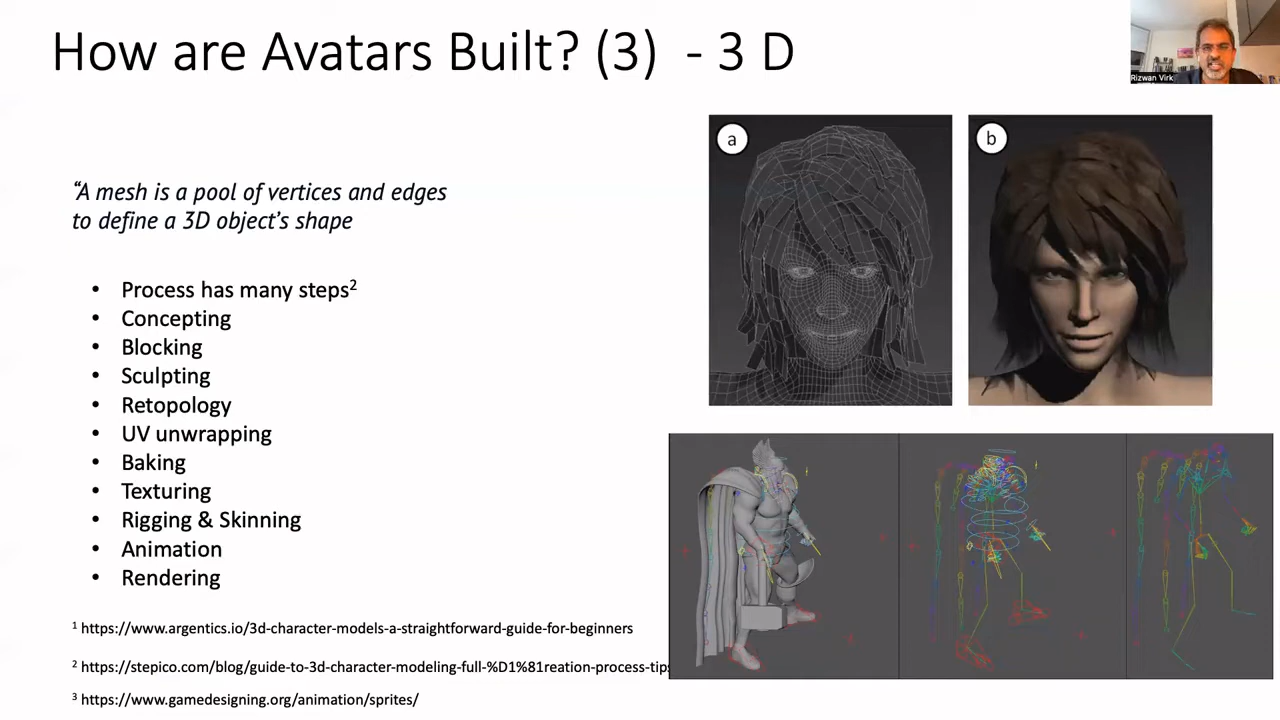 How are Avatars Built? (3) - 3 D
Rizwan Virk
a
b
“A mesh is a pool of vertices and edges
to define a 3D object’s shape
• Process has many steps²
• Concepting
• Blocking
• Sculpting
• Retopology
• UV unwrapping
• Baking
• Texturing
• Rigging & Skinning
• Animation
• Rendering
¹ https://www.argentics.io/3d-character-models-a-straightforward-guide-for-beginners
² https://stepico.com/blog/guide-to-3d-character-modeling-full-%D1%81reation-process-tips
³ https://www.gamedesigning.org/animation/sprites/